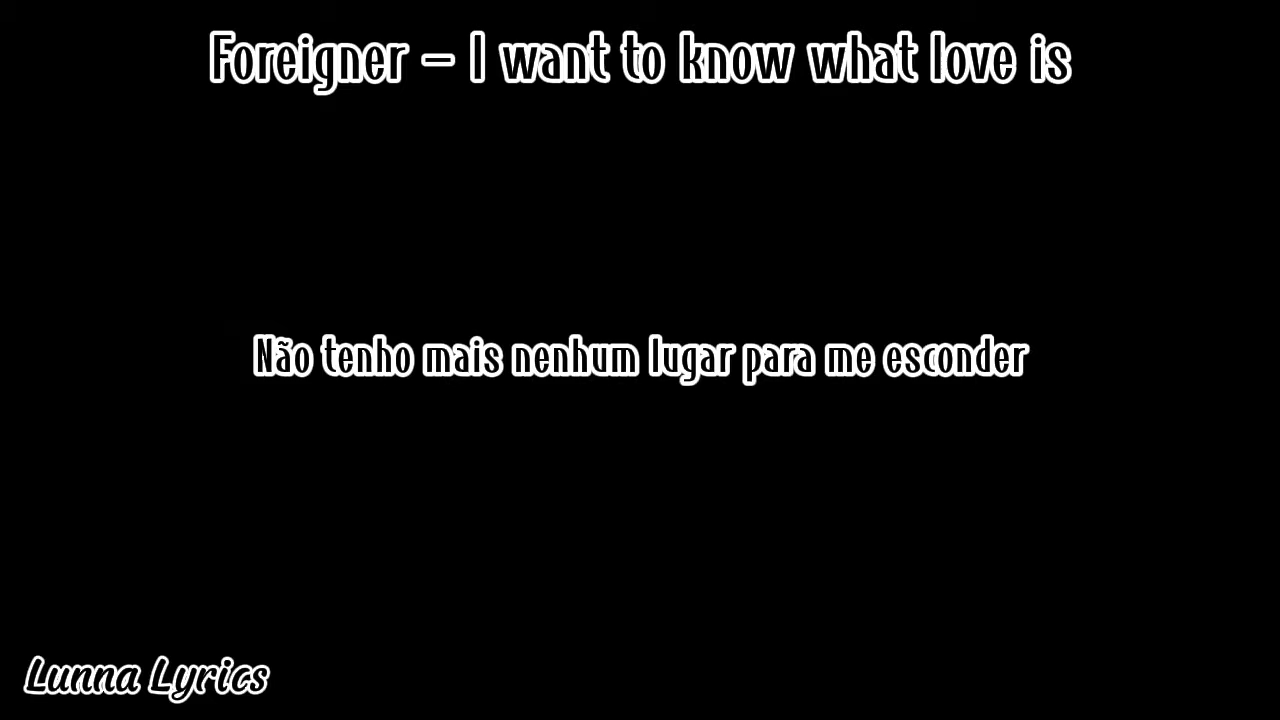 Foreigner - I want to know what love is
Não tenho mais nenhum lugar para me esconder
Lunna Lyrics